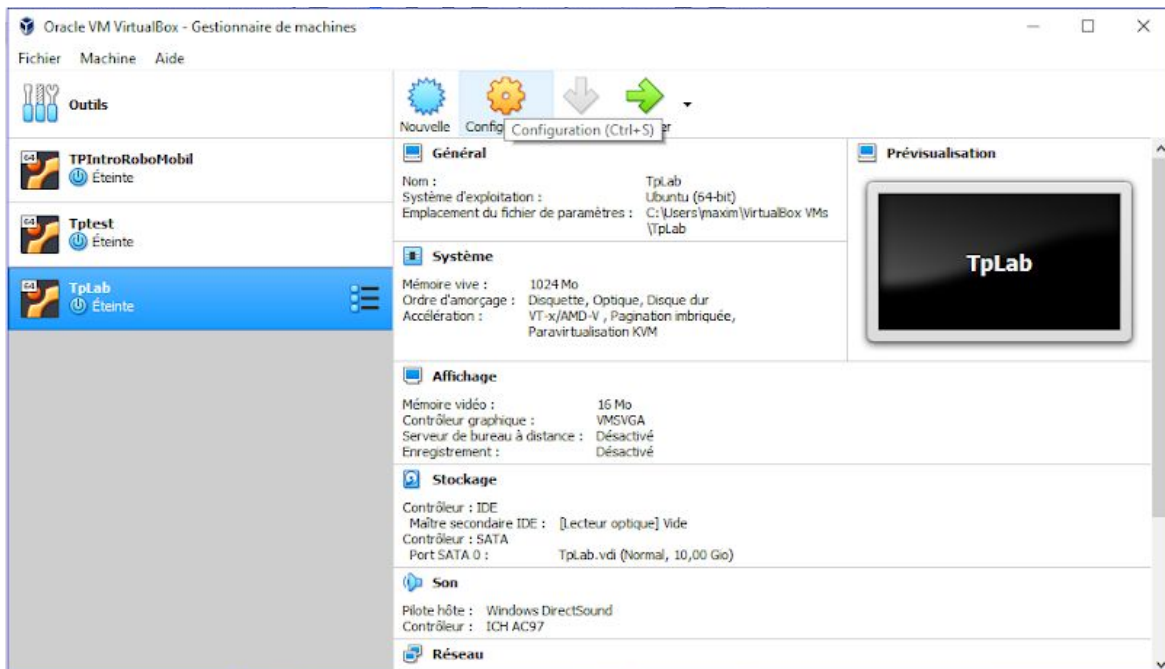 Oracle VM VirtualBox - Gestionnaire de machines
Fichier Machine Aide
Outils
Nouvelle Config
Configuration (Ctrl+S)
er
64
TPIntroRoboMobil
Éteinte
64
Tptest
Éteinte
64
TpLab
Éteinte
Général
Nom : TpLab
Système d'exploitation : Ubuntu (64-bit)
Emplacement du fichier de paramètres : C:\Users\maxim\VirtualBox VMs
\TpLab
Système
Mémoire vive : 1024 Mo
Ordre d'amorçage : Disquette, Optique, Disque dur
Accélération : VT-x/AMD-V , Pagination imbriquée,
Paravirtualisation KVM
Prévisualisation
TpLab
Affichage
Mémoire vidéo : 16 Mo
Contrôleur graphique : VMSVGA
Serveur de bureau à distance : Désactivé
Enregistrement : Désactivé
Stockage
Contrôleur : IDE
Maître secondaire IDE : [Lecteur optique] Vide
Contrôleur : SATA
Port SATA 0 : TpLab.vdi (Normal, 10,00 Gio)
Son
Pilote hôte : Windows DirectSound
Contrôleur : ICH AC97
Réseau